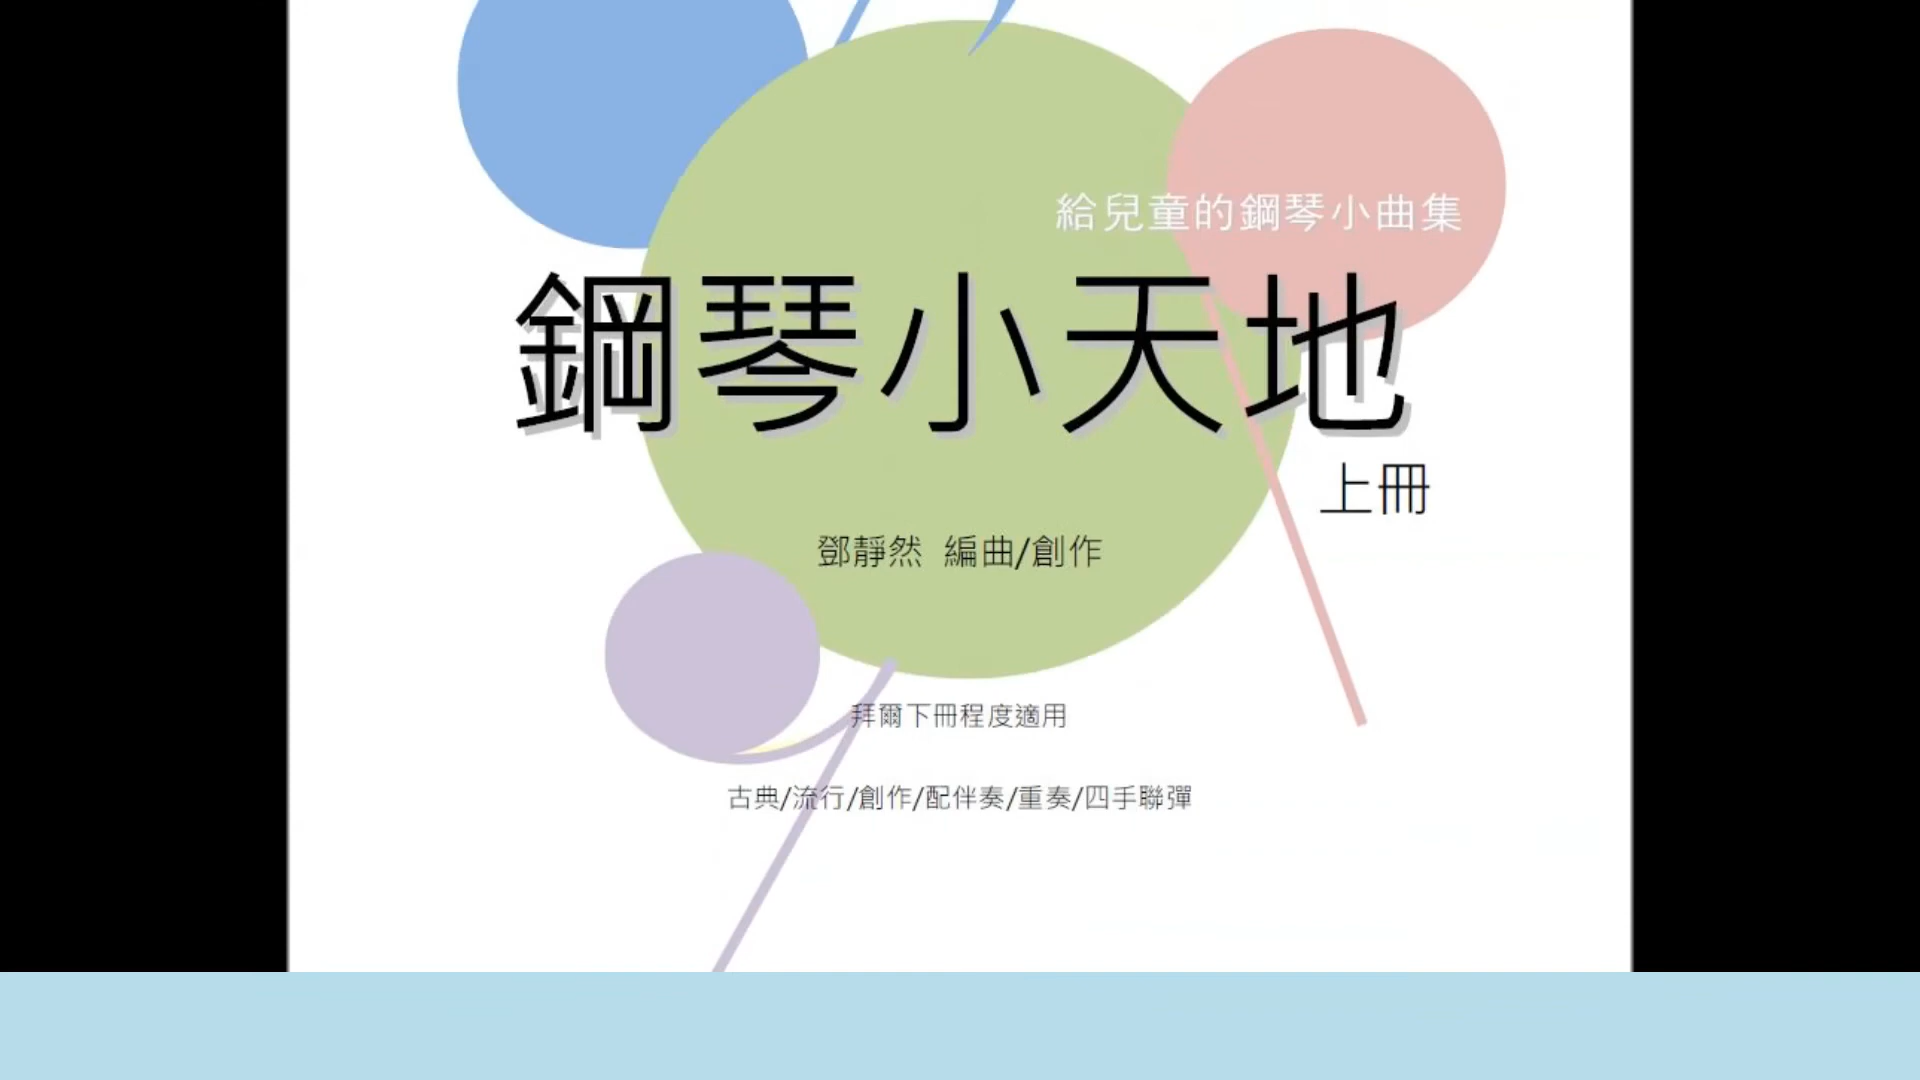 給兒童的鋼琴小曲集
鋼琴小天地
上冊
鄧靜然 編曲/創作
拜爾下冊程度適用
古典/流行/創作/配伴奏/重奏/四手聯彈